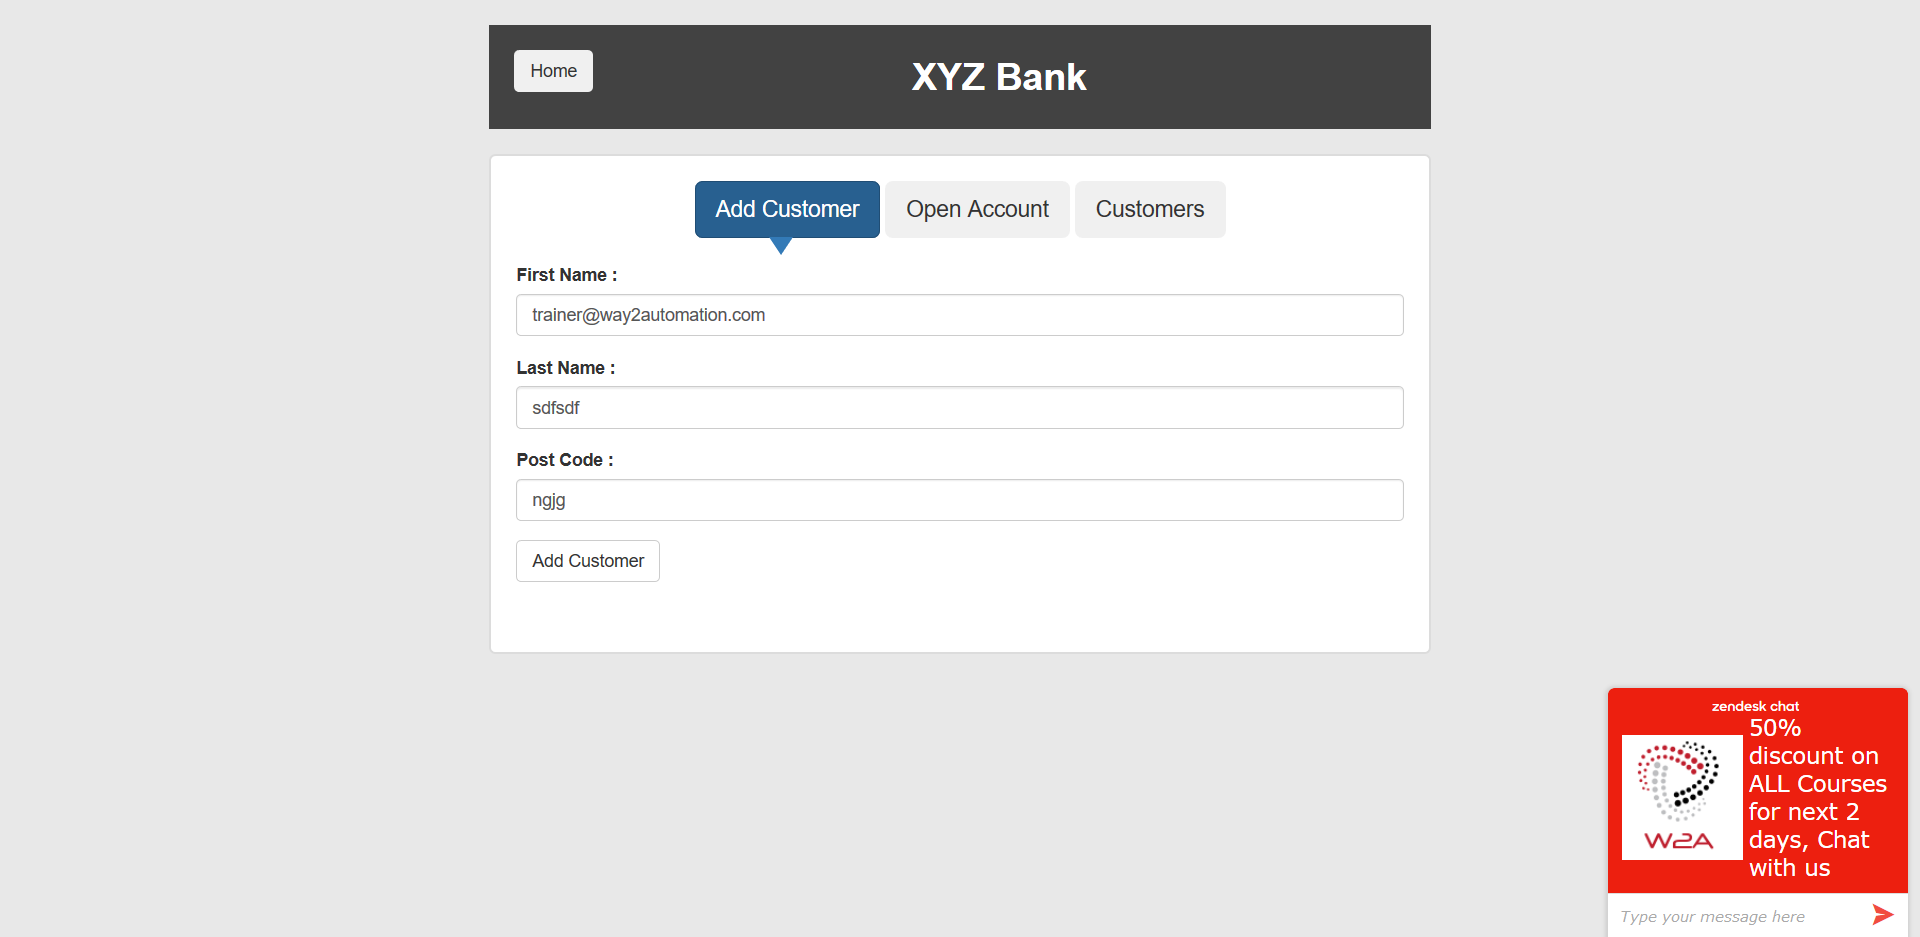 Home
XYZ Bank
Add Customer
Open Account
Customers
First Name :
trainer@way2automation.com
Last Name :
sdfsdf
Post Code :
ngjg
Add Customer
zendesk chat
50%
discount on
ALL Courses
for next 2
days, Chat
with us
W2A
Type your message here